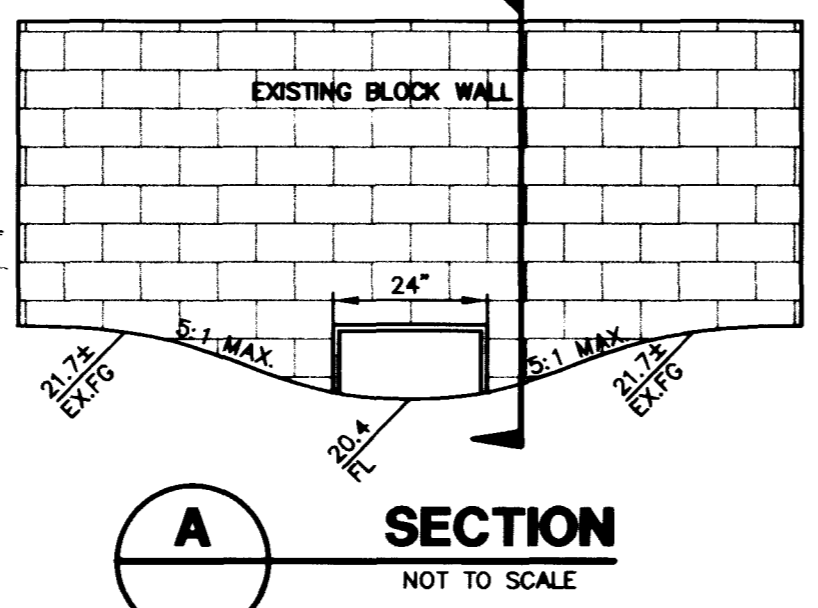 EXISTING BLOCK WALL
24"
5:1 MAX.
5:1 MAX.
21.7±
EX.FG
21.7±
EX.FG
20.4
FL
A
SECTION
NOT TO SCALE